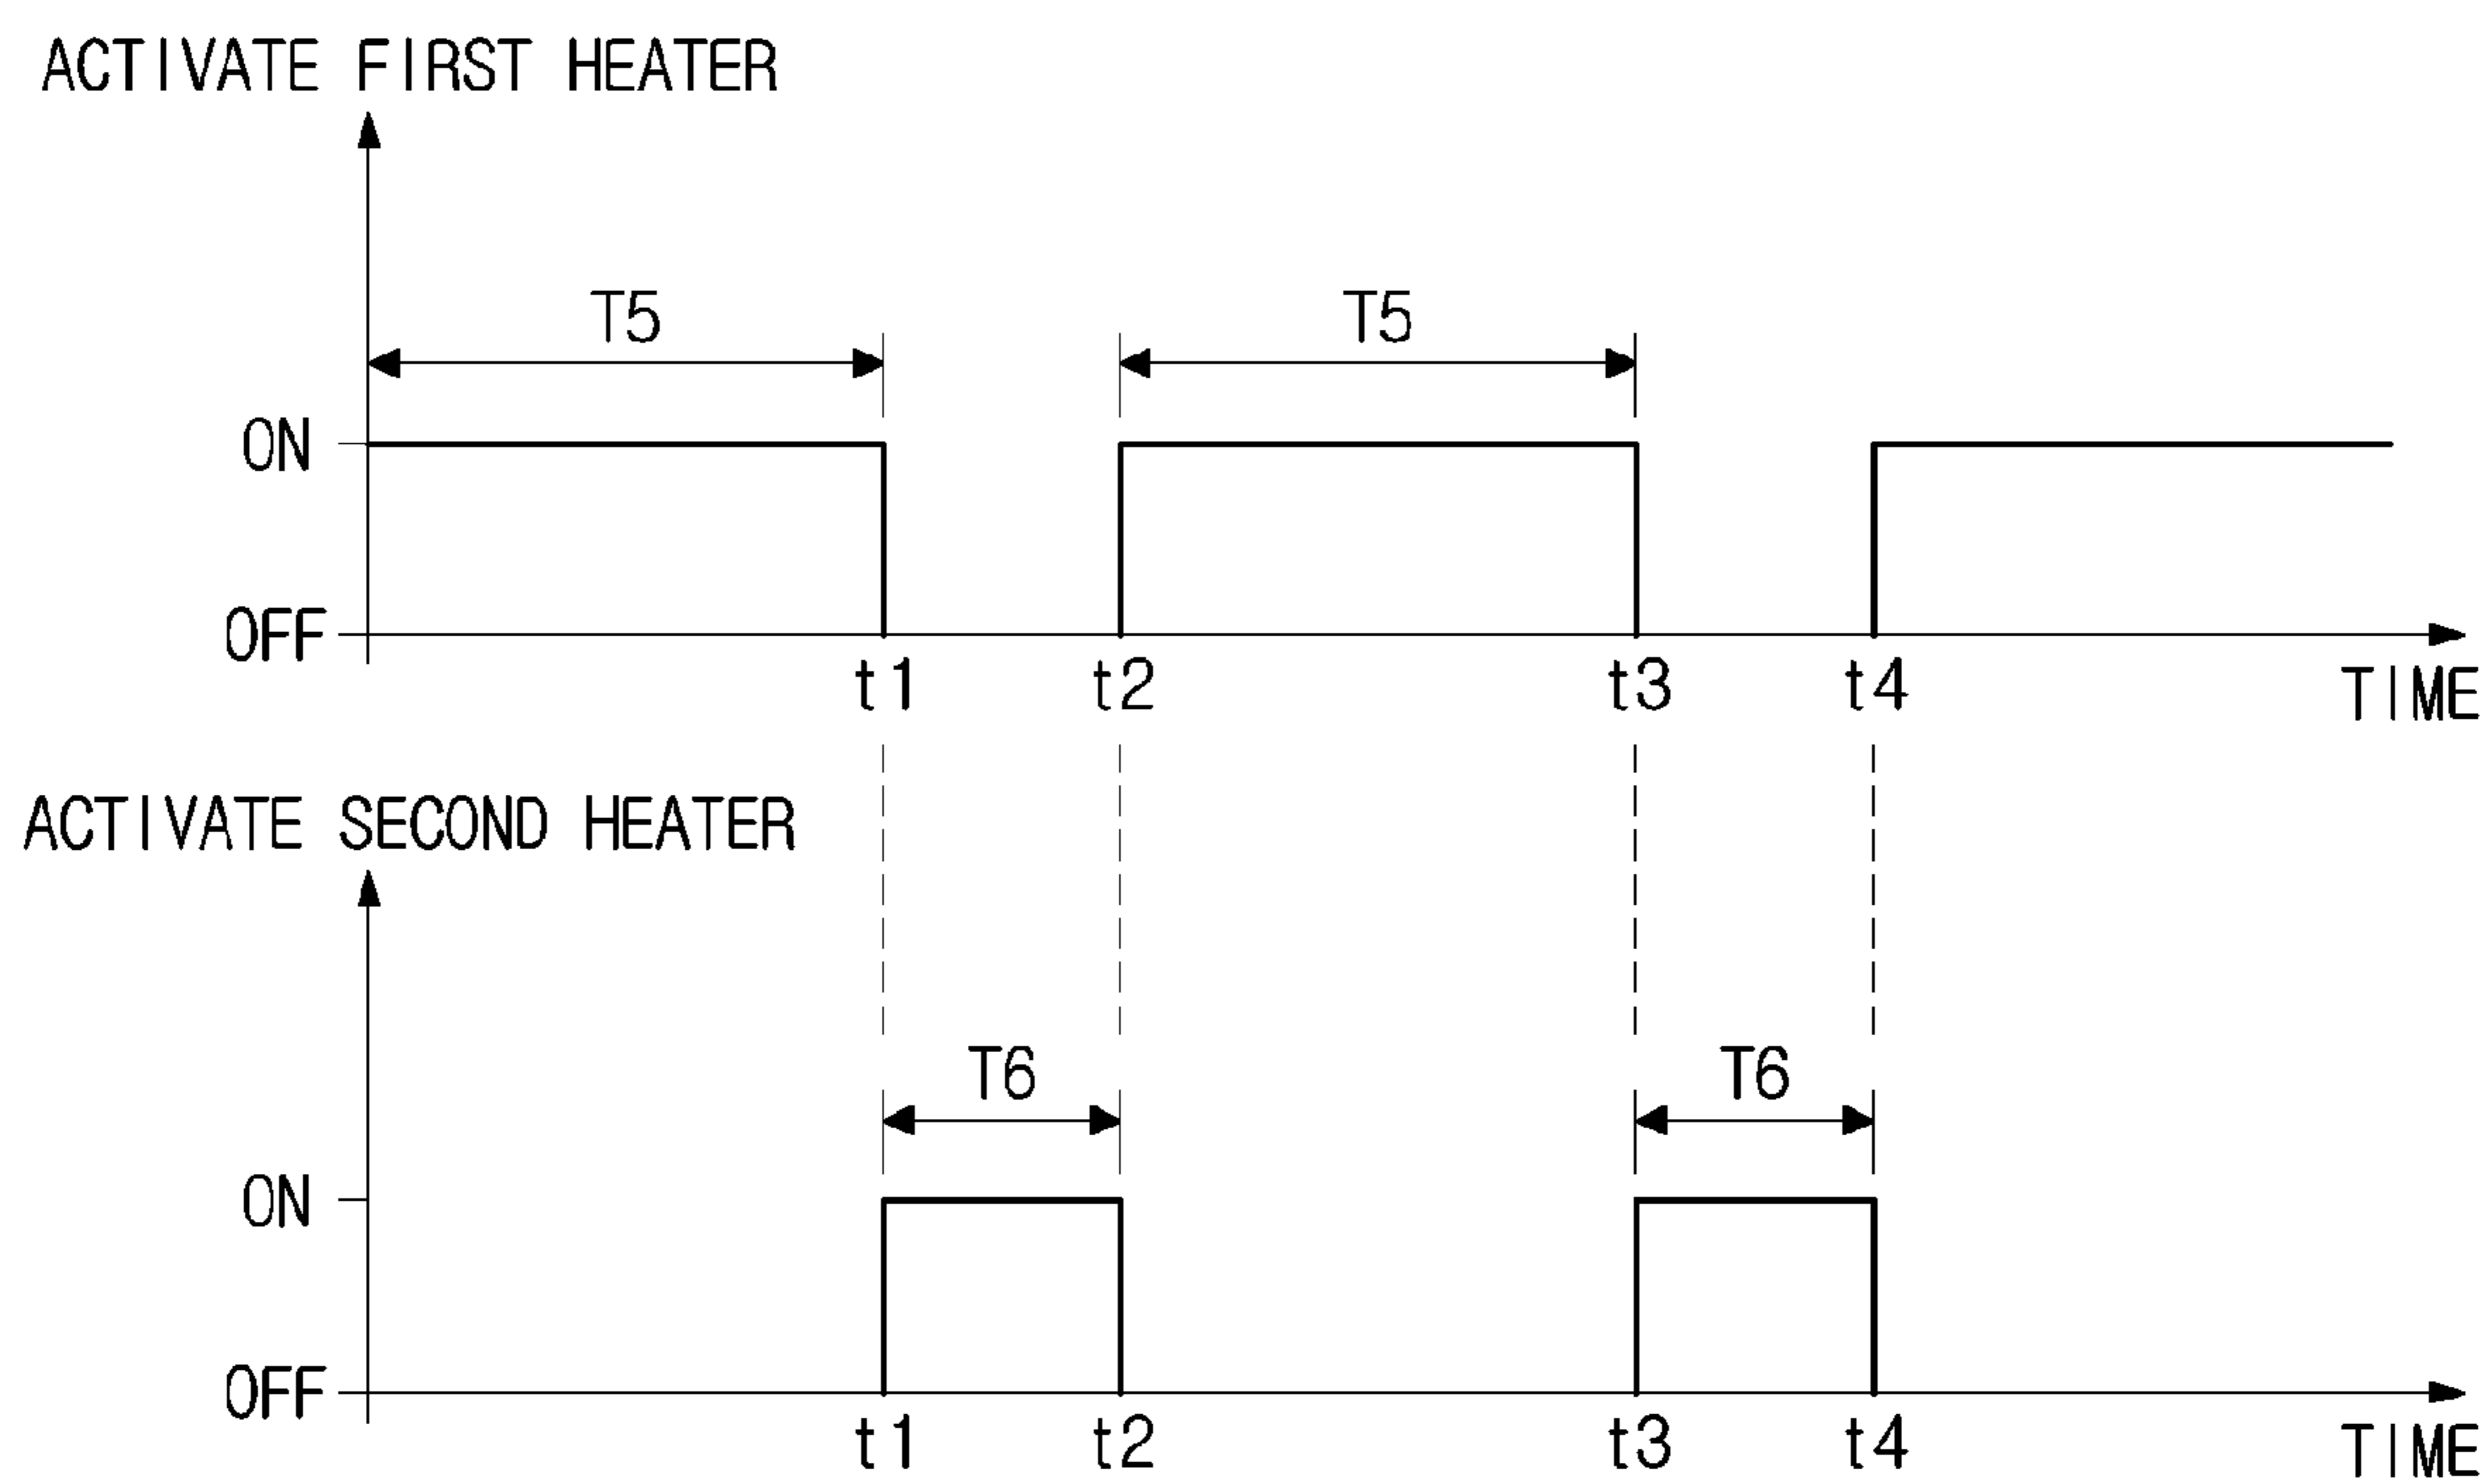 ACTIVATE FIRST HEATER
T5 T5
ON
OFF
t1 t2 t3 t4
TIME
ACTIVATE SECOND HEATER
T6 T6
ON
OFF
t1 t2 t3 t4
TIME